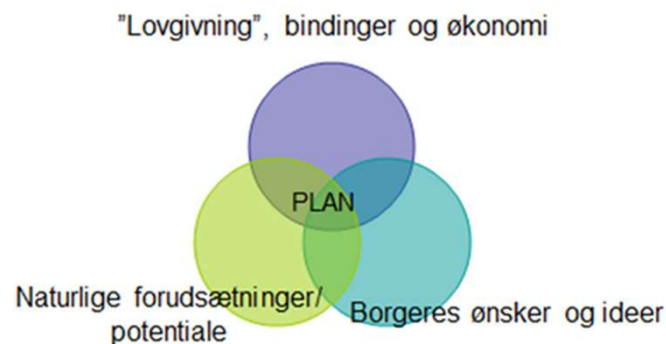 ”Lovgivning”, bindinger og økonomi
PLAN
Naturlige forudsætninger/
potentiale
Borgeres ønsker og ideer